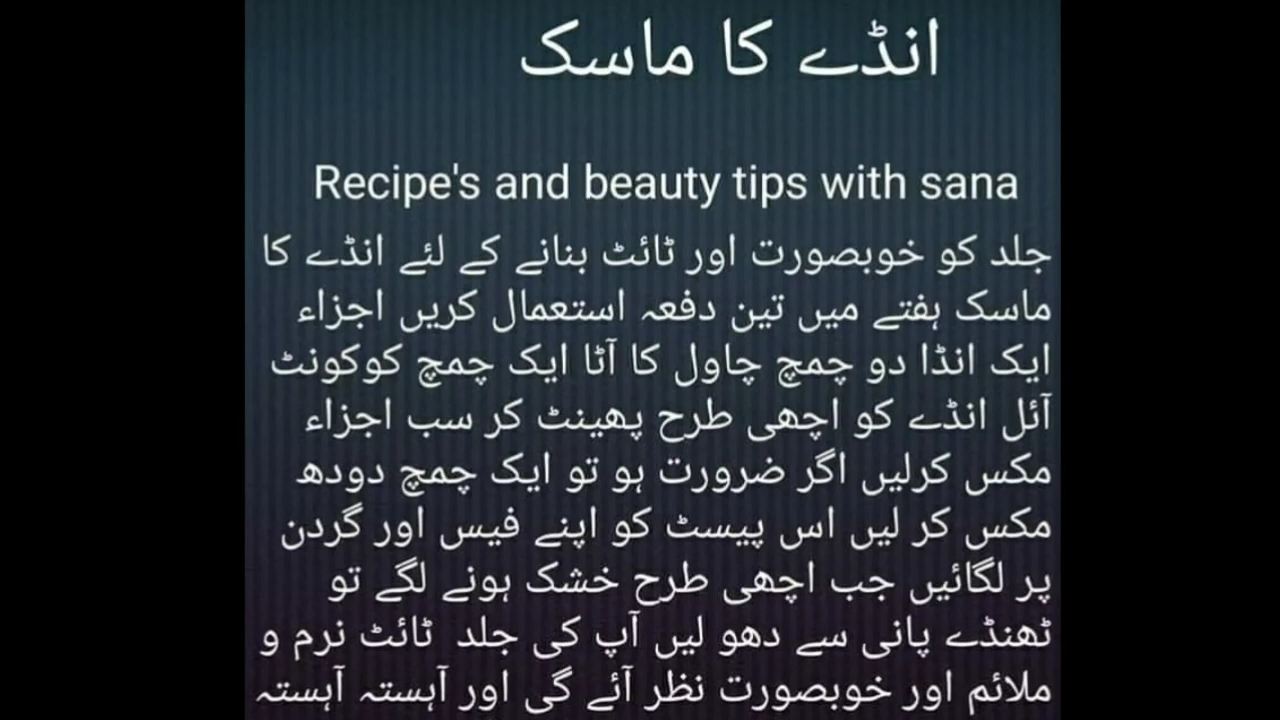 انڈے کا ماسک
Recipe's and beauty tips with sana
جلد کو خوبصورت اور ٹائٹ بنانے کے لئے انڈے کا
ماسک ہفتے میں تین دفعہ استعمال کریں اجزاء
ایک انڈا دو چمچ چاول کا آٹا ایک چمچ کوکونٹ
آئل انڈے کو اچھی طرح پھینٹ کر سب اجزاء
مکس کرلیں اگر ضرورت ہو تو ایک چمچ دودھ
مکس کر لیں اس پیسٹ کو اپنے فیس اور گردن
پر لگائیں جب اچھی طرح خشک ہونے لگے تو
ٹھنڈے پانی سے دھو لیں آپ کی جلد ٹائٹ نرم و
ملائم اور خوبصورت نظر آئے گی اور آہستہ آہستہ